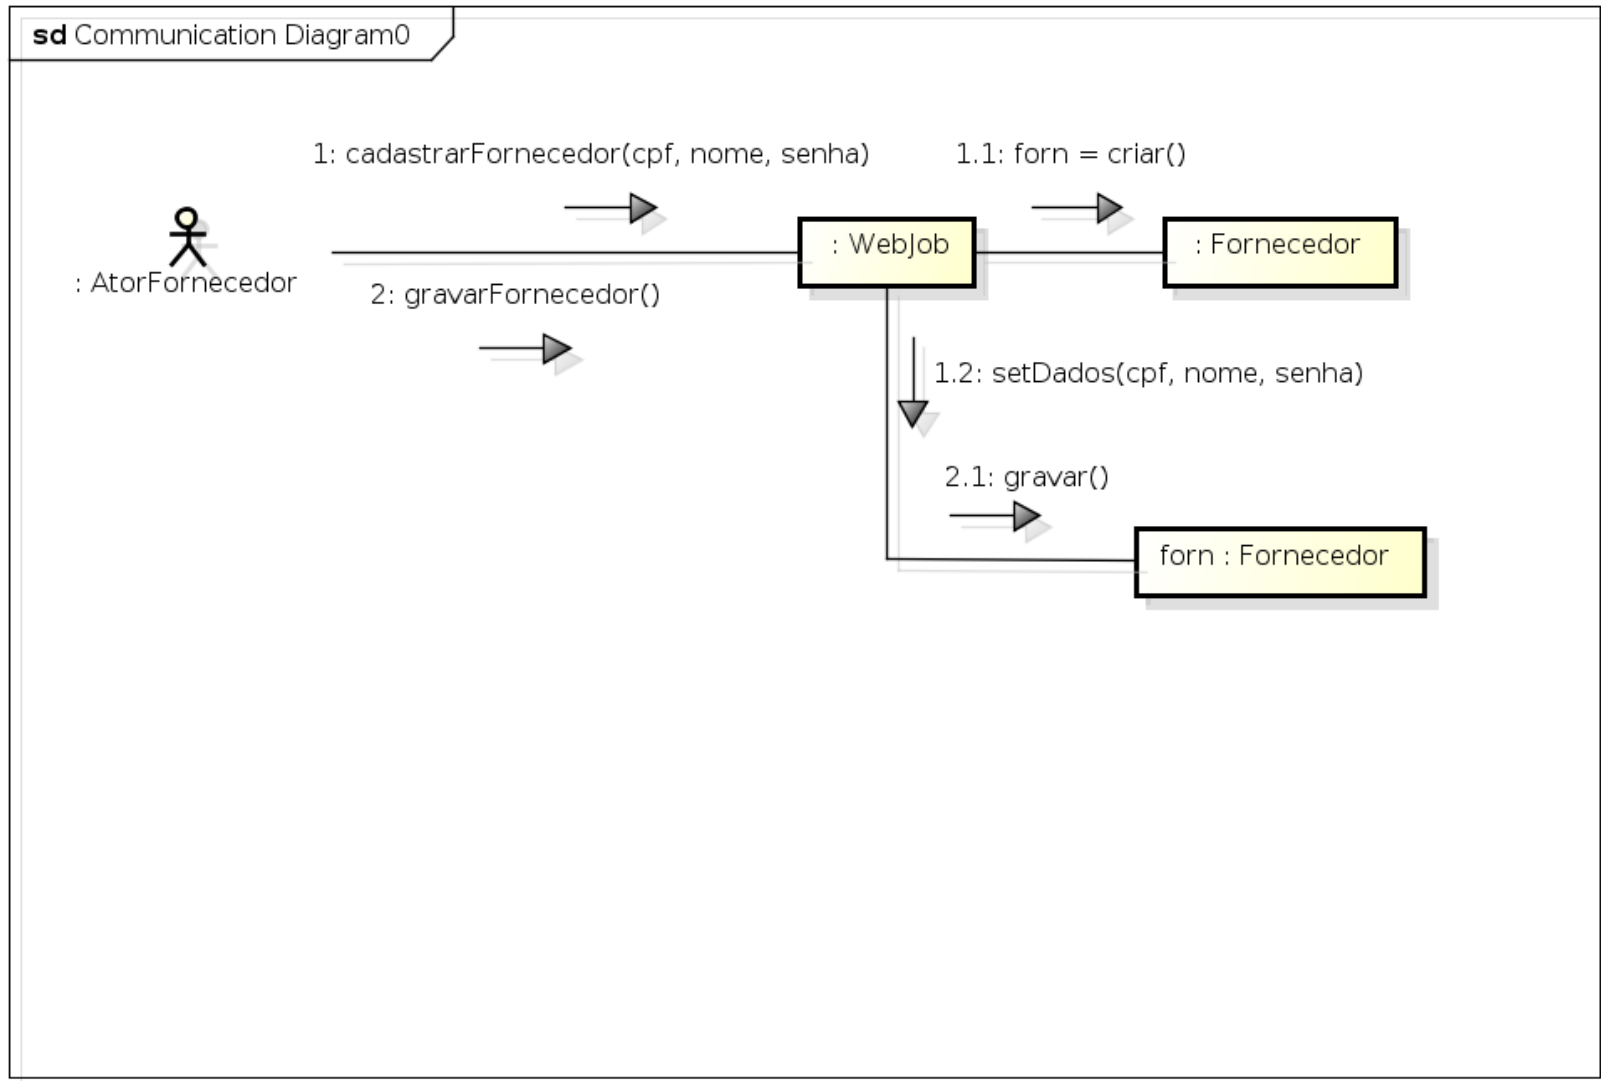 sd Communication Diagram0
1: cadastrarFornecedor(cpf, nome, senha)
1.1: forn = criar()
: AtorFornecedor
: WebJob
: Fornecedor
2: gravarFornecedor()
1.2: setDados(cpf, nome, senha)
2.1: gravar()
forn : Fornecedor